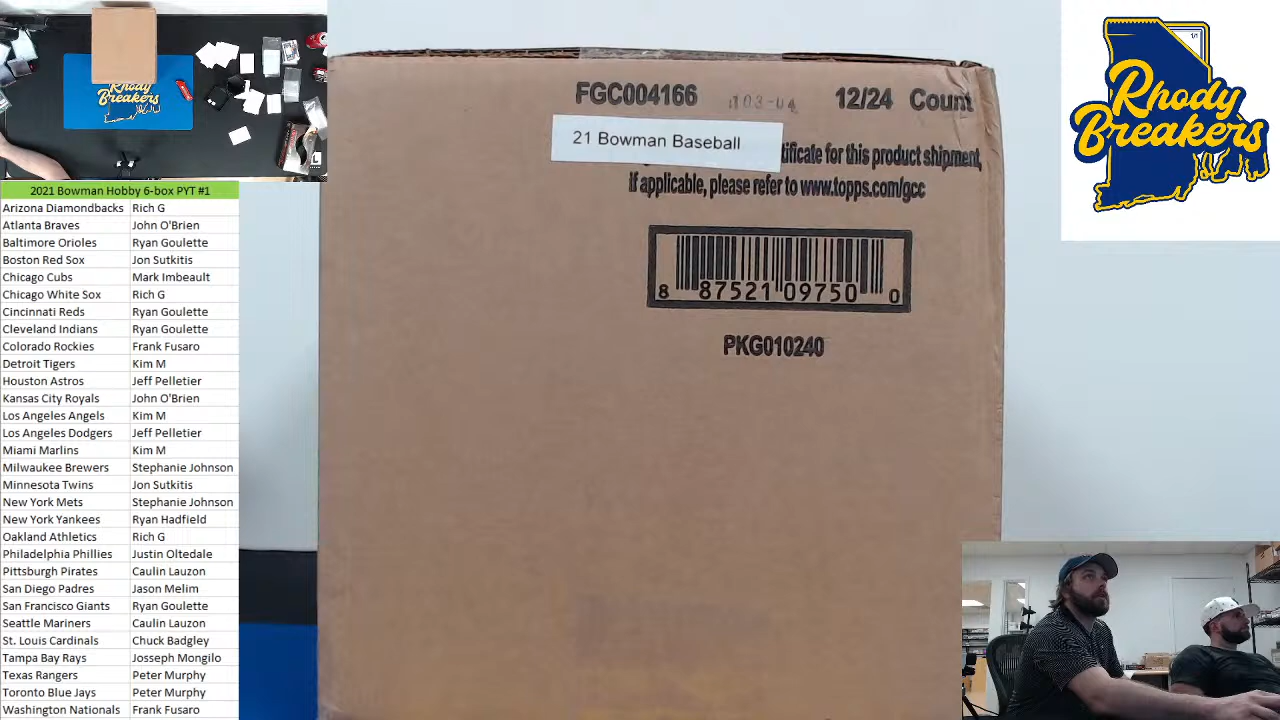 Rhody
Breakers
2021 Bowman Hobby 6-box PYT #1
Arizona Diamondbacks Rich G
Atlanta Braves John O'Brien
Baltimore Orioles Ryan Goulette
Boston Red Sox Jon Sutkitis
Chicago Cubs Mark Imbeault
Chicago White Sox Rich G
Cincinnati Reds Ryan Goulette
Cleveland Indians Ryan Goulette
Colorado Rockies Frank Fusaro
Detroit Tigers Kim M
Houston Astros Jeff Pelletier
Kansas City Royals John O'Brien
Los Angeles Angels Kim M
Los Angeles Dodgers Jeff Pelletier
Miami Marlins Kim M
Milwaukee Brewers Stephanie Johnson
Minnesota Twins Jon Sutkitis
New York Mets Stephanie Johnson
New York Yankees Ryan Hadfield
Oakland Athletics Rich G
Philadelphia Phillies Justin Oltedale
Pittsburgh Pirates Caulin Lauzon
San Diego Padres Jason Melim
San Francisco Giants Ryan Goulette
Seattle Mariners Caulin Lauzon
St. Louis Cardinals Chuck Badgley
Tampa Bay Rays Josseph Mongilo
Texas Rangers Peter Murphy
Toronto Blue Jays Peter Murphy
Washington Nationals Frank Fusaro
FGC004166 12/24 Count
21 Bowman Baseball
for this product shipment,
If applicable, please refer to www.topps.com/gcc
8 87521 09750 0
PKG010240
1/1
Rhody
Breakers